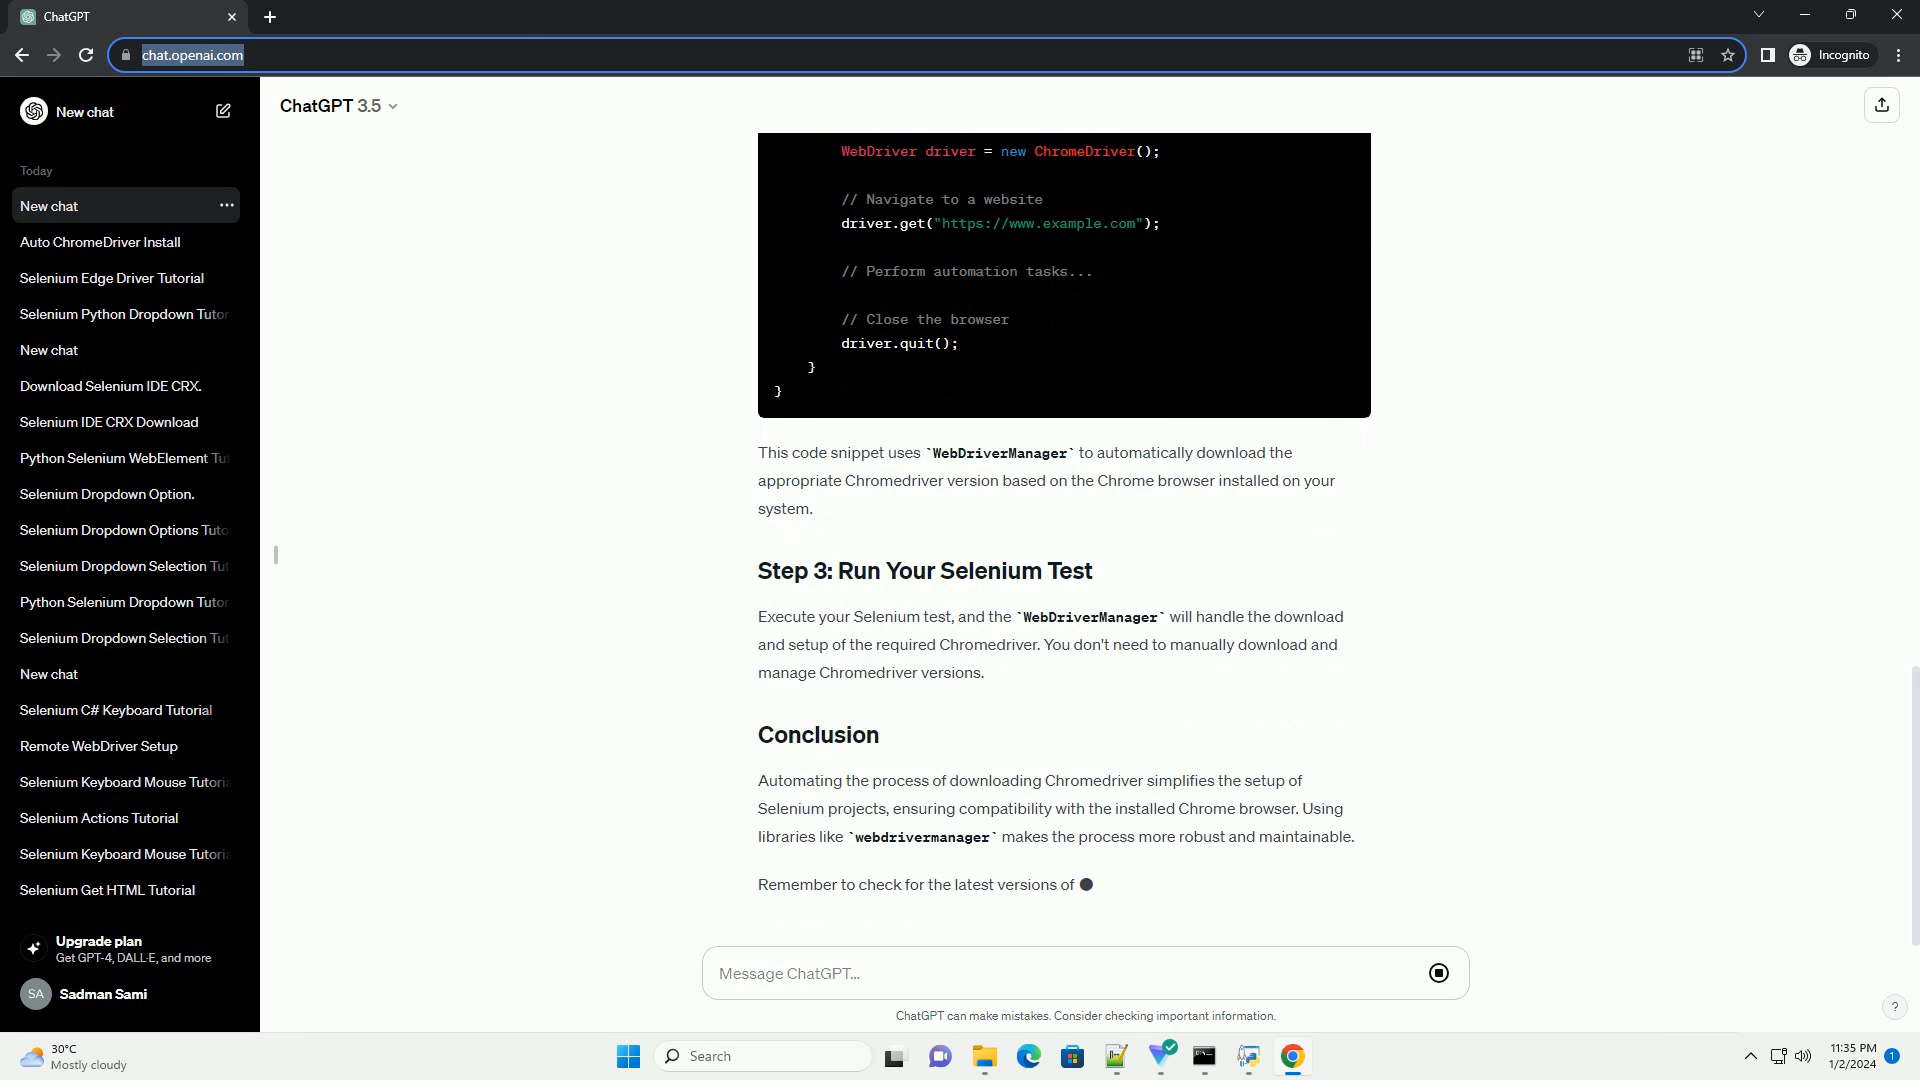 ChatGPT
chat.openai.com
Incognito
New chat
Today
New chat
Auto ChromeDriver Install
Selenium Edge Driver Tutorial
Selenium Python Dropdown Tutor
New chat
Download Selenium IDE CRX.
Selenium IDE CRX Download
Python Selenium WebElement Tut
Selenium Dropdown Option.
Selenium Dropdown Options Tuto
Selenium Dropdown Selection Tut
Python Selenium Dropdown Tutor
Selenium Dropdown Selection Tut
New chat
Selenium C# Keyboard Tutorial
Remote WebDriver Setup
Selenium Keyboard Mouse Tutoria
Selenium Actions Tutorial
Selenium Keyboard Mouse Tutoria
Selenium Get HTML Tutorial
Upgrade plan
Get GPT-4, DALL·E, and more
SA Sadman Sami
ChatGPT 3.5
WebDriver driver = new ChromeDriver();
// Navigate to a website
driver.get("https://www.example.com");
// Perform automation tasks...
// Close the browser
driver.quit();
}
}
This code snippet uses `WebDriverManager` to automatically download the
appropriate Chromedriver version based on the Chrome browser installed on your
system.
Step 3: Run Your Selenium Test
Execute your Selenium test, and the `WebDriverManager` will handle the download
and setup of the required Chromedriver. You don't need to manually download and
manage Chromedriver versions.
Conclusion
Automating the process of downloading Chromedriver simplifies the setup of
Selenium projects, ensuring compatibility with the installed Chrome browser. Using
libraries like `webdrivermanager` makes the process more robust and maintainable.
Remember to check for the latest versions of
Message ChatGPT...
ChatGPT can make mistakes. Consider checking important information.
?
30°C
Mostly cloudy
Search
11:35 PM
1/2/2024
1